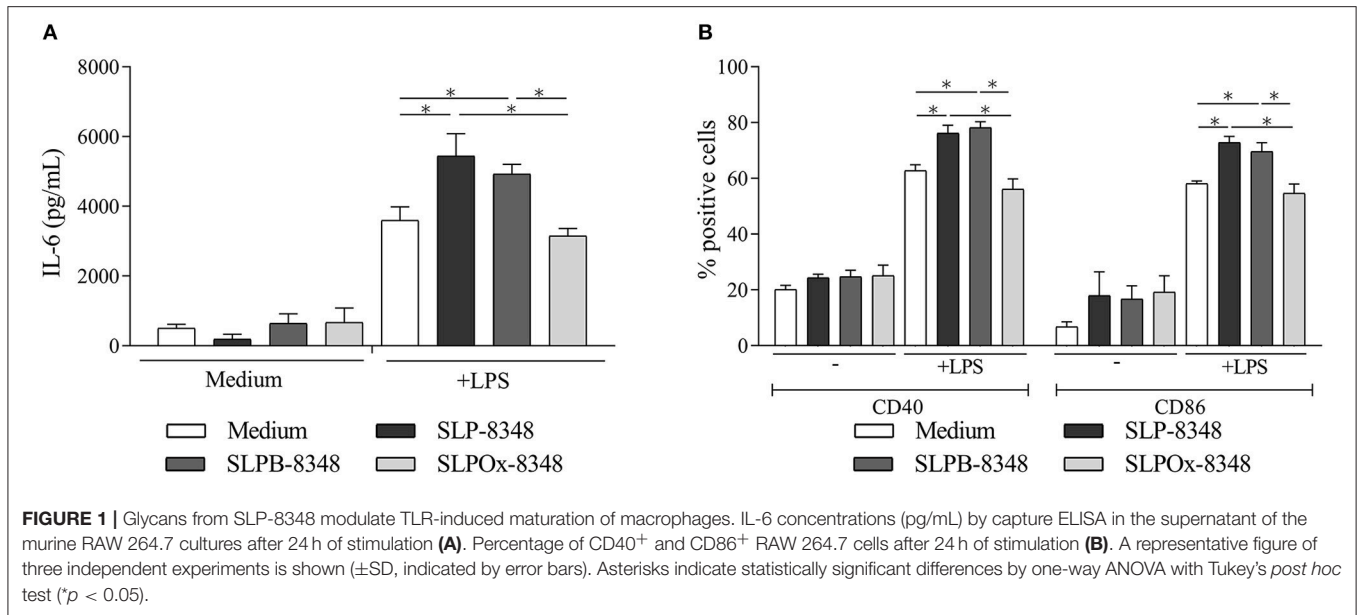 A
8000
6000
4000
2000
0
IL-6 (pg/mL)
* *
* *
Medium +LPS
Medium SLP-8348
SLPB-8348 SLPOx-8348
B
100
80
60
40
20
0
% positive cells
* * * *
* * * *
- +LPS - +LPS
CD40 CD86
Medium SLP-8348
SLPB-8348 SLPOx-8348
FIGURE 1 | Glycans from SLP-8348 modulate TLR-induced maturation of macrophages. IL-6 concentrations (pg/mL) by capture ELISA in the supernatant of the
murine RAW 264.7 cultures after 24 h of stimulation (A). Percentage of CD40+ and CD86+ RAW 264.7 cells after 24 h of stimulation (B). A representative figure of
three independent experiments is shown (±SD, indicated by error bars). Asterisks indicate statistically significant differences by one-way ANOVA with Tukey's post hoc
test (*p < 0.05).